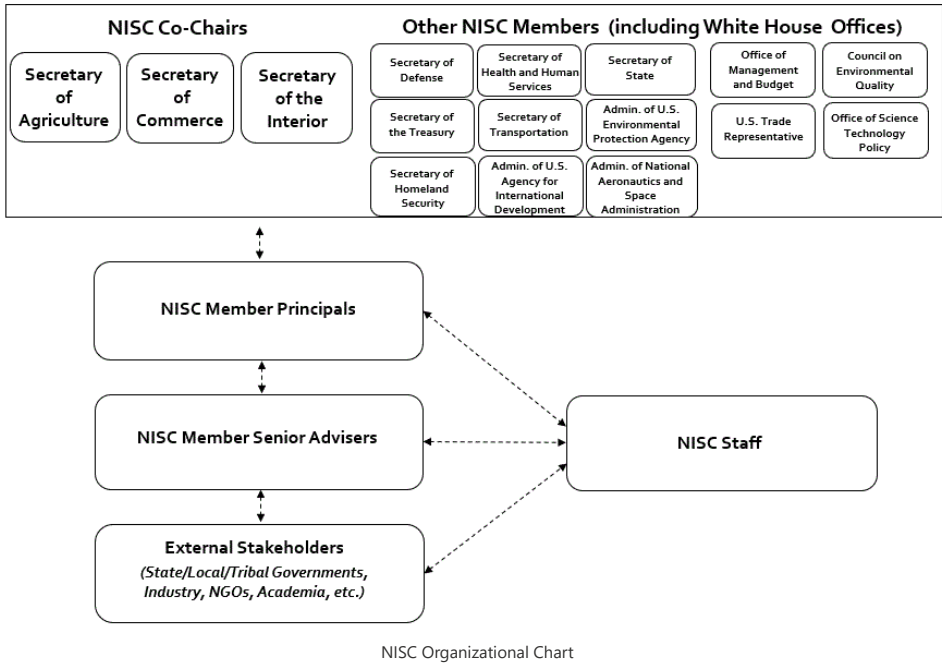 NISC Co-Chairs
Secretary
of
Agriculture
Secretary
of
Commerce
Secretary
of the
Interior
Other NISC Members (including White House Offices)
Secretary of
Defense
Secretary of
Health and Human
Services
Secretary of
State
Office of
Management
and Budget
Council on
Environmental
Quality
Secretary of
the Treasury
Secretary of
Transportation
Admin. of U.S.
Environmental
Protection Agency
U.S. Trade
Representative
Office of Science
Technology
Policy
Secretary of
Homeland
Security
Admin. of U.S.
Agency for
International
Development
Admin. of National
Aeronautics and
Space
Administration
NISC Member Principals
NISC Member Senior Advisers
NISC Staff
External Stakeholders
(State/Local/Tribal Governments,
Industry, NGOs, Academia, etc.)
NISC Organizational Chart